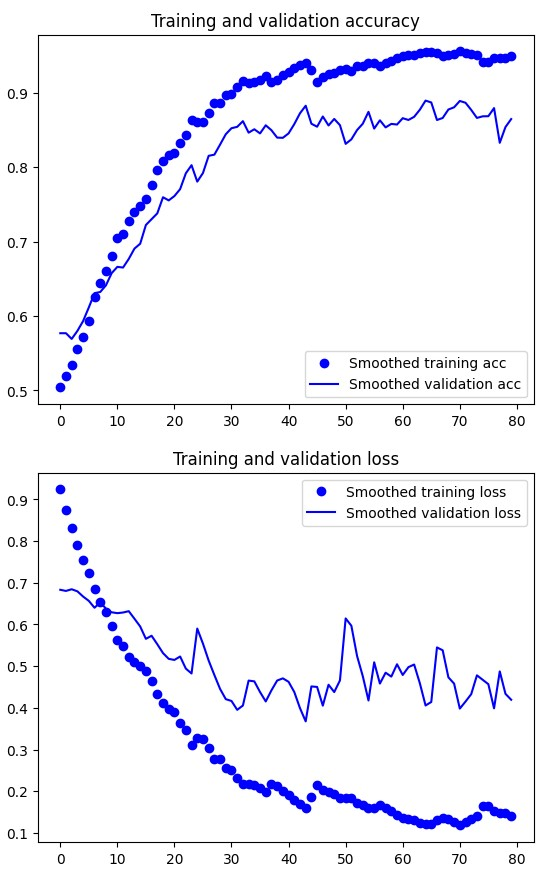 Training and validation accuracy
0.9
0.8
0.7
0.6
0.5
Smoothed training acc
Smoothed validation acc
0 10 20 30 40 50 60 70 80
Training and validation loss
0.9
0.8
0.7
0.6
0.5
0.4
0.3
0.2
0.1
Smoothed training loss
Smoothed validation loss
0 10 20 30 40 50 60 70 80